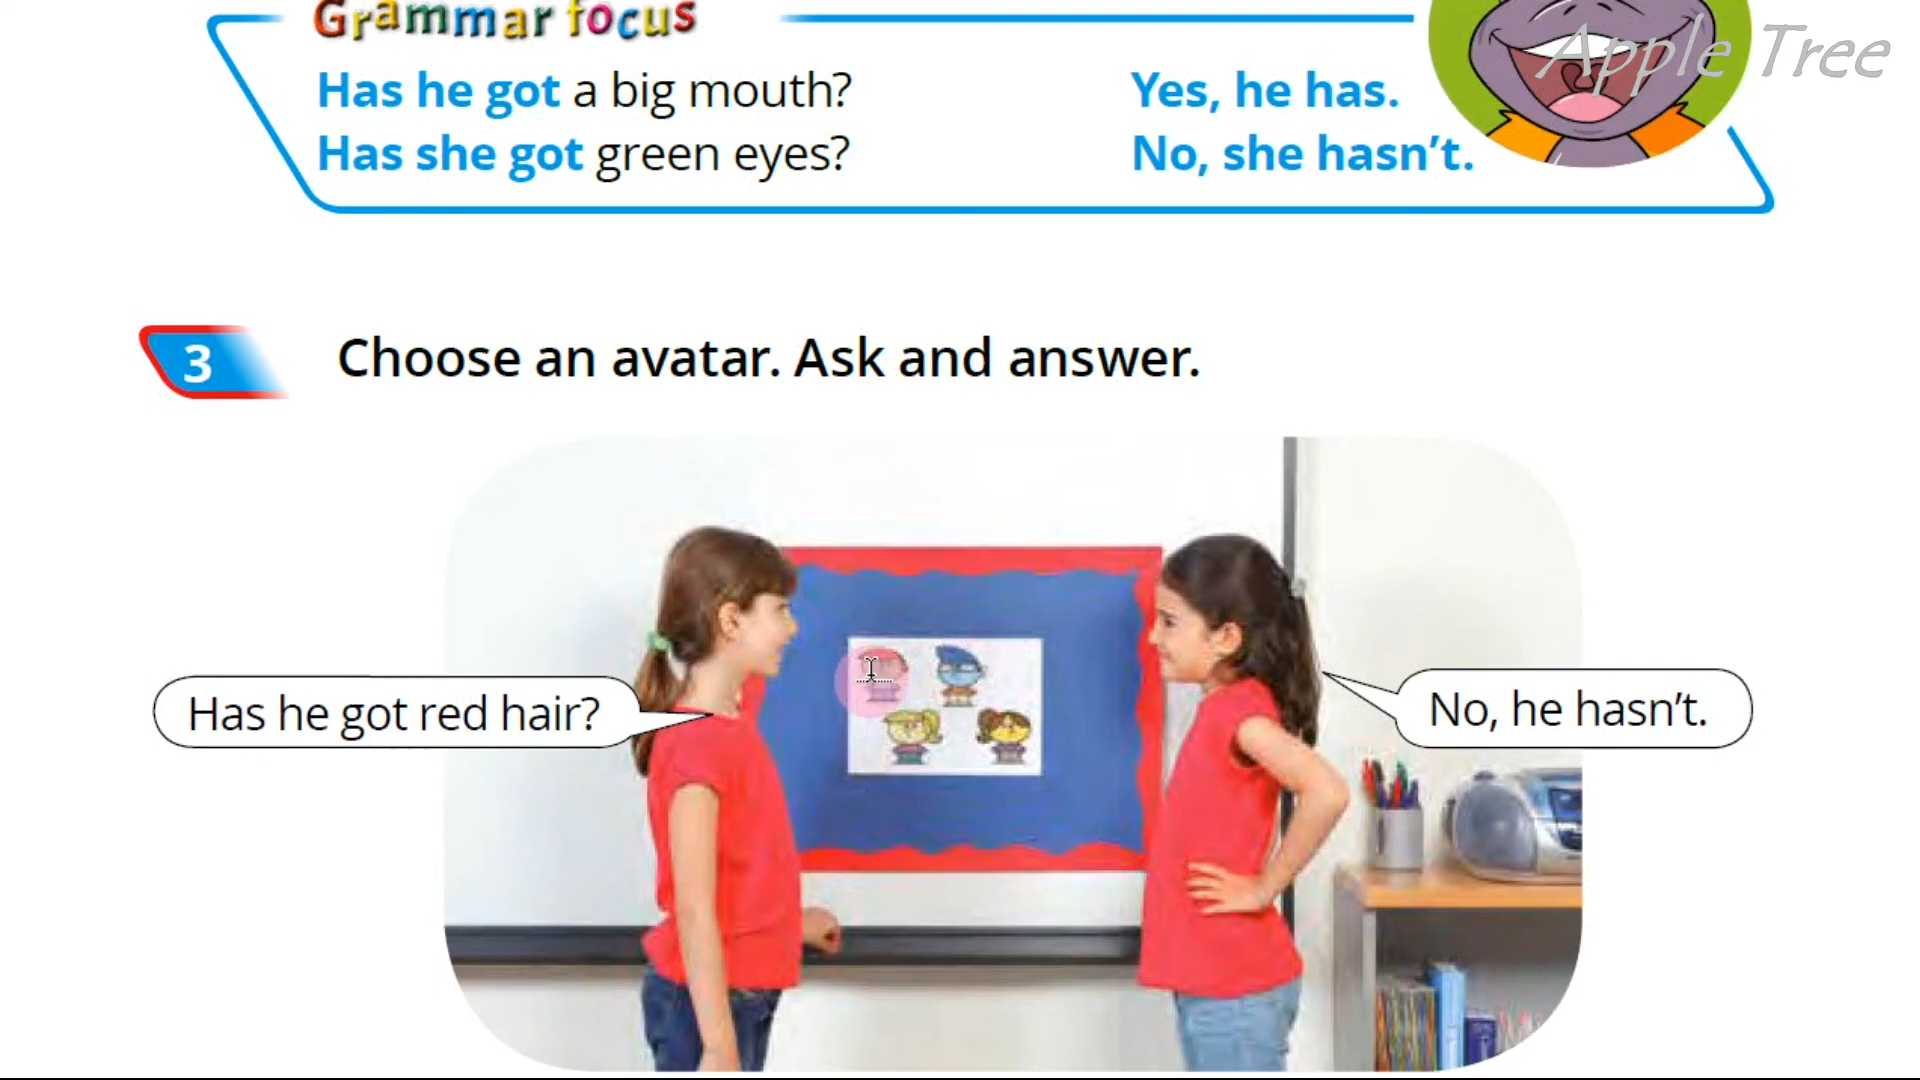 Grammar focus
Apple Tree
Has he got a big mouth? Yes, he has.
Has she got green eyes? No, she hasn't.
3 Choose an avatar. Ask and answer.
Has he got red hair?
No, he hasn't.